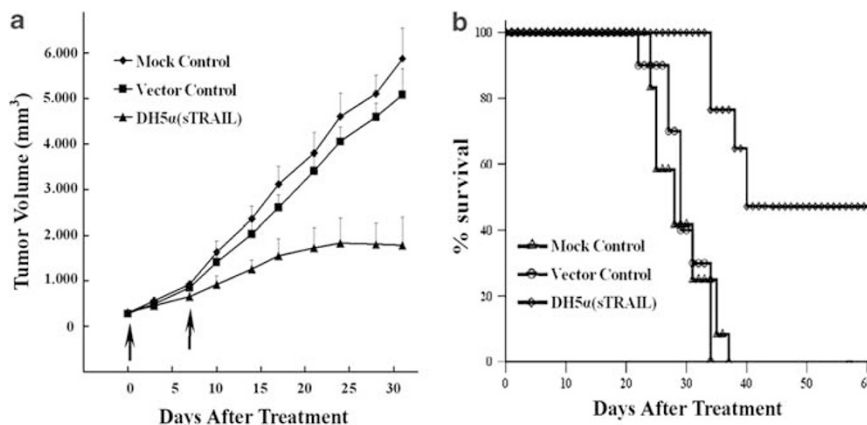 a
Tumor Volume (mm³)
6.000
5.000
4.000
3.000
2.000
1.000
0
Mock Control
Vector Control
DH5α(sTRAIL)
0 5 10 15 20 25 30
Days After Treatment
b
% survival
100
80
60
40
20
0
Mock Control
Vector Control
DH5α(sTRAIL)
0 10 20 30 40 50 60
Days After Treatment